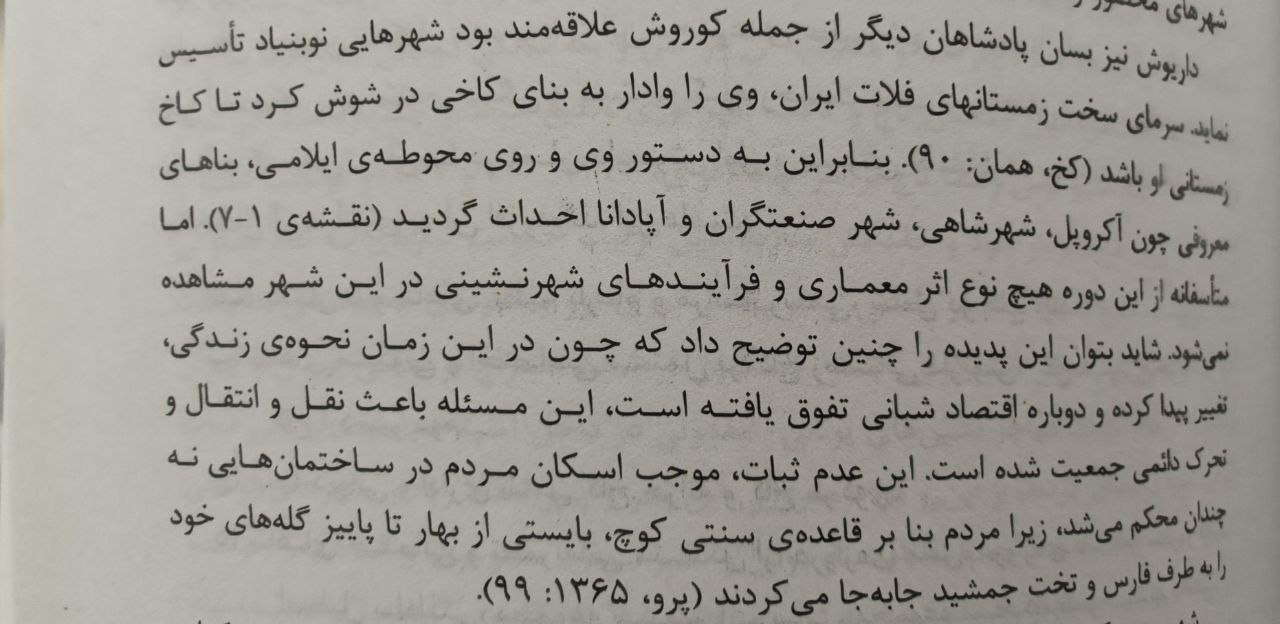 شهرهای
داریوش نیز بسان پادشاهان دیگر از جمله کوروش علاقه‌مند بود شهرهایی نوبنیاد تأسیس
نماید. سرمای سخت زمستانهای فلات ایران، وی را وادار به بنای کاخی در شوش کرد تا کاخ
زمستانی او باشد (کخ، همان: ۹۰). بنابراین به دستور وی و روی محوطه‌ی ایلامی، بناهای
معروفی چون آکروپل، شهرشاهی، شهر صنعتگران و آپادانا احداث گردید (نقشه‌ی ۱-۷). اما
متأسفانه از این دوره هیچ نوع اثر معماری و فرآیندهای شهرنشینی در این شهر مشاهده
نمی‌شود. شاید بتوان این پدیده را چنین توضیح داد که چون در این زمان نحوه‌ی زندگی،
تغییر پیدا کرده و دوباره اقتصاد شبانی تفوق یافته است، این مسئله باعث نقل و انتقال و
تحرک دائمی جمعیت شده است. این عدم ثبات، موجب اسکان مردم در ساختمان‌هایی نه
چندان محکم می‌شد، زیرا مردم بنا بر قاعده‌ی سنتی کوچ، بایستی از بهار تا پاییز گله‌های خود
را به طرف فارس و تخت جمشید جابه‌جا می‌کردند (پرو، ۱۳۶۵: ۹۹).